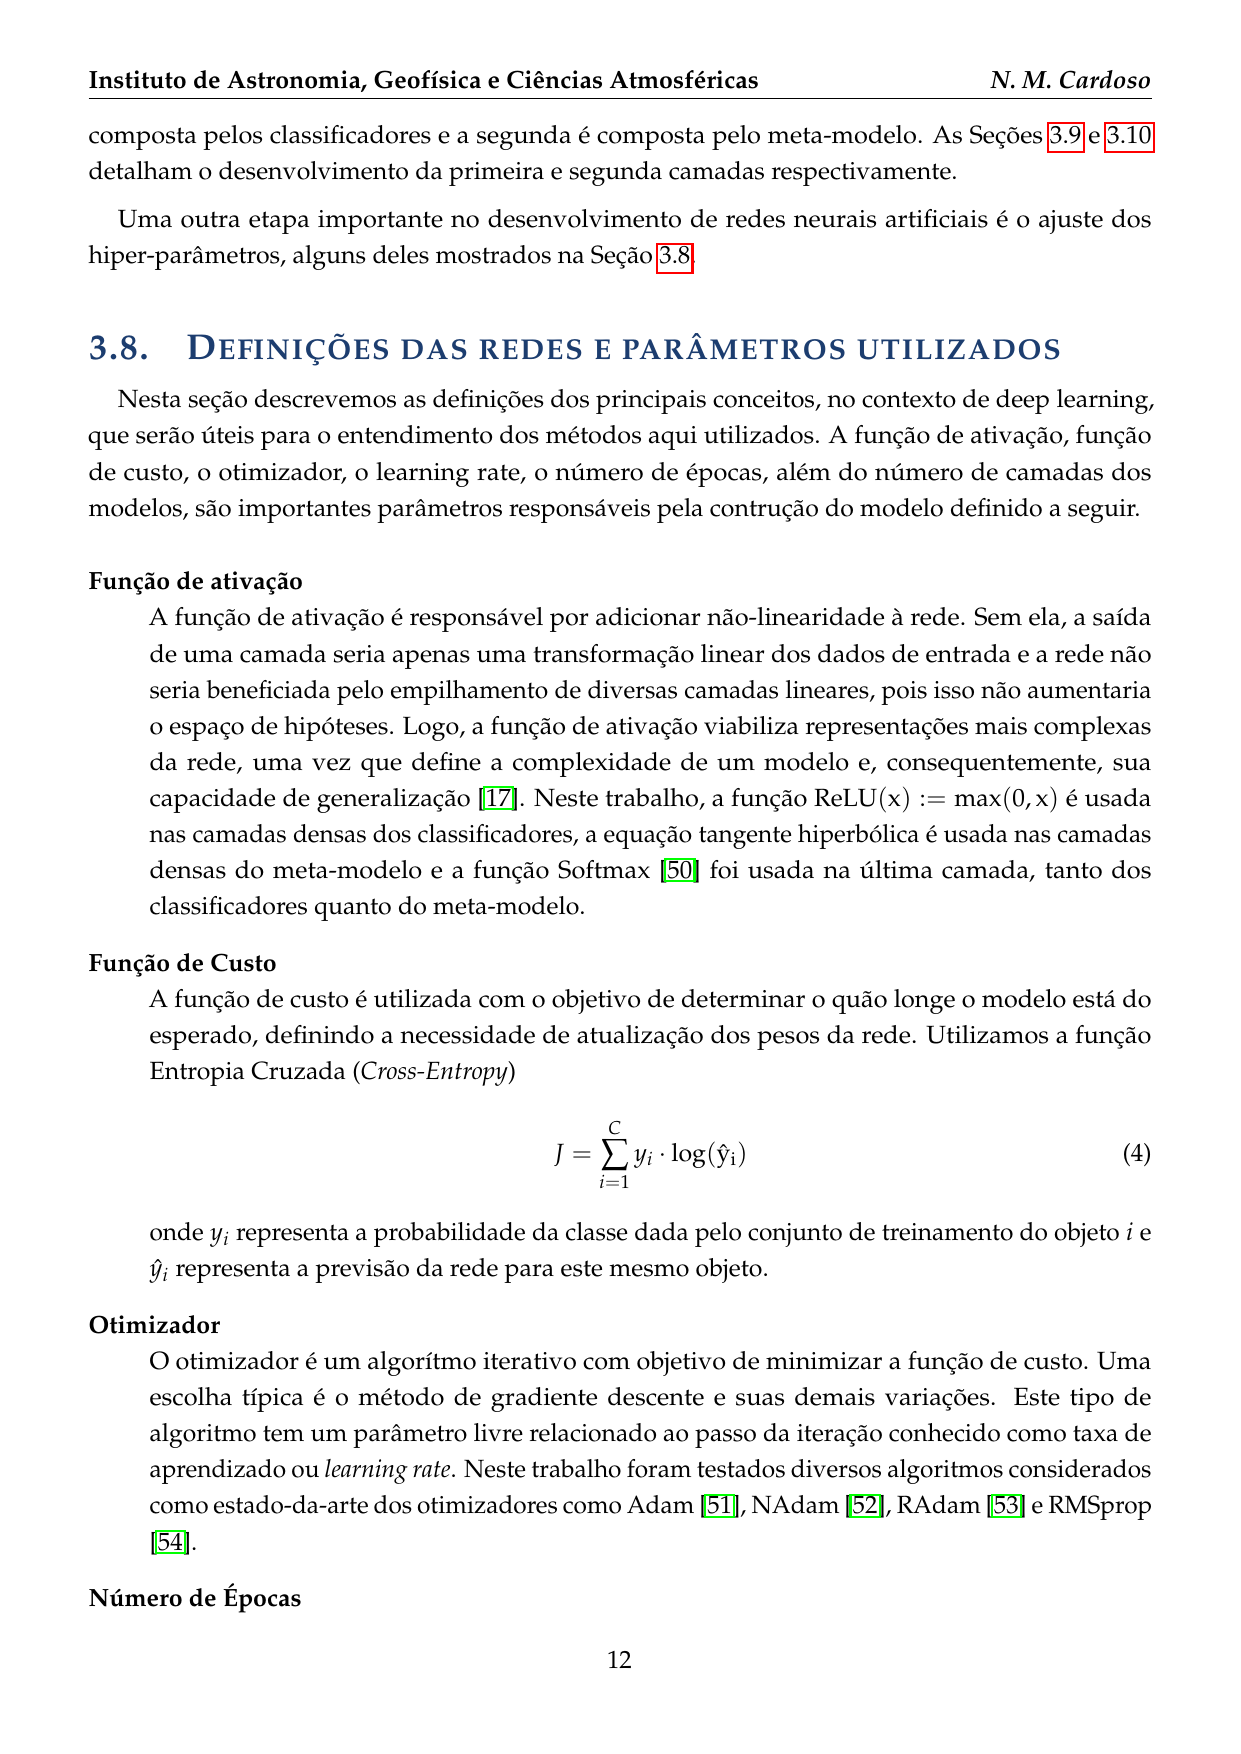 Instituto de Astronomia, Geofísica e Ciências Atmosféricas N. M. Cardoso
composta pelos classificadores e a segunda é composta pelo meta-modelo. As Seções 3.9 e 3.10
detalham o desenvolvimento da primeira e segunda camadas respectivamente.
Uma outra etapa importante no desenvolvimento de redes neurais artificiais é o ajuste dos
hiper-parâmetros, alguns deles mostrados na Seção 3.8.
3.8. DEFINIÇÕES DAS REDES E PARÂMETROS UTILIZADOS
Nesta seção descrevemos as definições dos principais conceitos, no contexto de deep learning,
que serão úteis para o entendimento dos métodos aqui utilizados. A função de ativação, função
de custo, o otimizador, o learning rate, o número de épocas, além do número de camadas dos
modelos, são importantes parâmetros responsáveis pela contrução do modelo definido a seguir.
Função de ativação
A função de ativação é responsável por adicionar não-linearidade à rede. Sem ela, a saída
de uma camada seria apenas uma transformação linear dos dados de entrada e a rede não
seria beneficiada pelo empilhamento de diversas camadas lineares, pois isso não aumentaria
o espaço de hipóteses. Logo, a função de ativação viabiliza representações mais complexas
da rede, uma vez que define a complexidade de um modelo e, consequentemente, sua
capacidade de generalização [17]. Neste trabalho, a função ReLU(x) := max(0, x) é usada
nas camadas densas dos classificadores, a equação tangente hiperbólica é usada nas camadas
densas do meta-modelo e a função Softmax [50] foi usada na última camada, tanto dos
classificadores quanto do meta-modelo.
Função de Custo
A função de custo é utilizada com o objetivo de determinar o quão longe o modelo está do
esperado, definindo a necessidade de atualização dos pesos da rede. Utilizamos a função
Entropia Cruzada (Cross-Entropy)
J = ∑_{i=1}^{C} y_i · log(ŷ_i) (4)
onde y_i representa a probabilidade da classe dada pelo conjunto de treinamento do objeto i e
ŷ_i representa a previsão da rede para este mesmo objeto.
Otimizador
O otimizador é um algorítmo iterativo com objetivo de minimizar a função de custo. Uma
escolha típica é o método de gradiente descente e suas demais variações. Este tipo de
algoritmo tem um parâmetro livre relacionado ao passo da iteração conhecido como taxa de
aprendizado ou learning rate. Neste trabalho foram testados diversos algoritmos considerados
como estado-da-arte dos otimizadores como Adam [51], NAdam [52], RAdam [53] e RMSprop
[54].
Número de Épocas
12